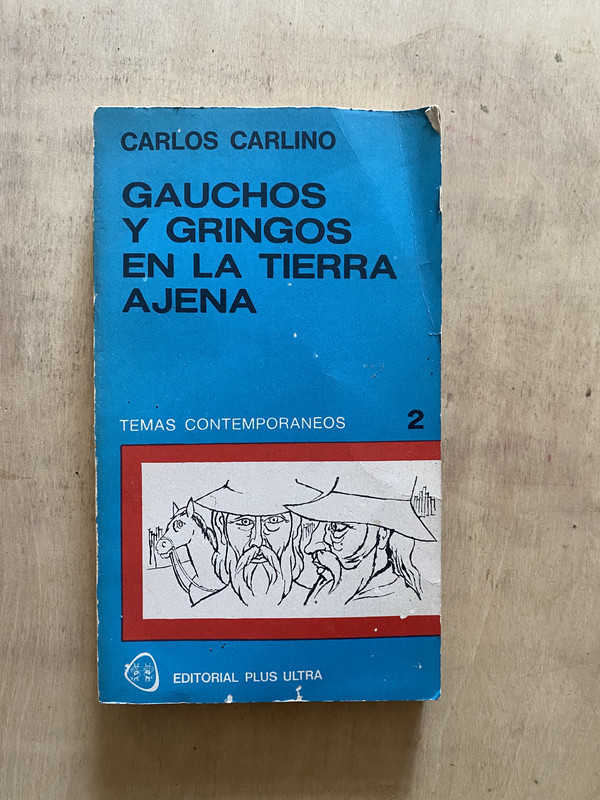 CARLOS CARLINO
GAUCHOS
Y GRINGOS
EN LA TIERRA
AJENA
TEMAS CONTEMPORANEOS 2
EDITORIAL PLUS ULTRA